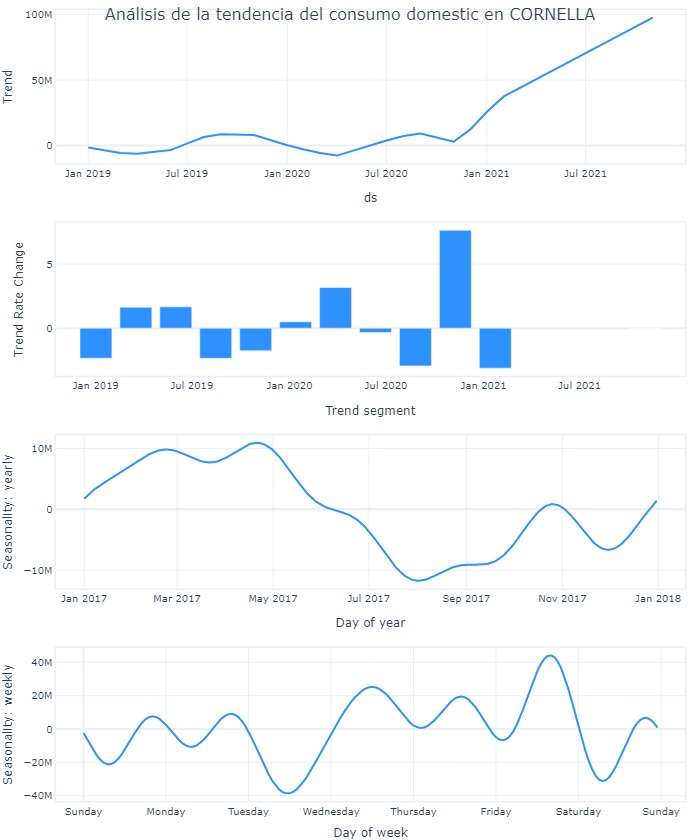 Análisis de la tendencia del consumo domestic en CORNELLA
100M
50M
0
Trend
Jan 2019 Jul 2019 Jan 2020 Jul 2020 Jan 2021 Jul 2021
ds
5
0
Trend Rate Change
Jan 2019 Jul 2019 Jan 2020 Jul 2020 Jan 2021 Jul 2021
Trend segment
10M
0
−10M
Seasonality: yearly
Jan 2017 Mar 2017 May 2017 Jul 2017 Sep 2017 Nov 2017 Jan 2018
Day of year
40M
20M
0
−20M
−40M
Seasonality: weekly
Sunday Monday Tuesday Wednesday Thursday Friday Saturday Sunday
Day of week